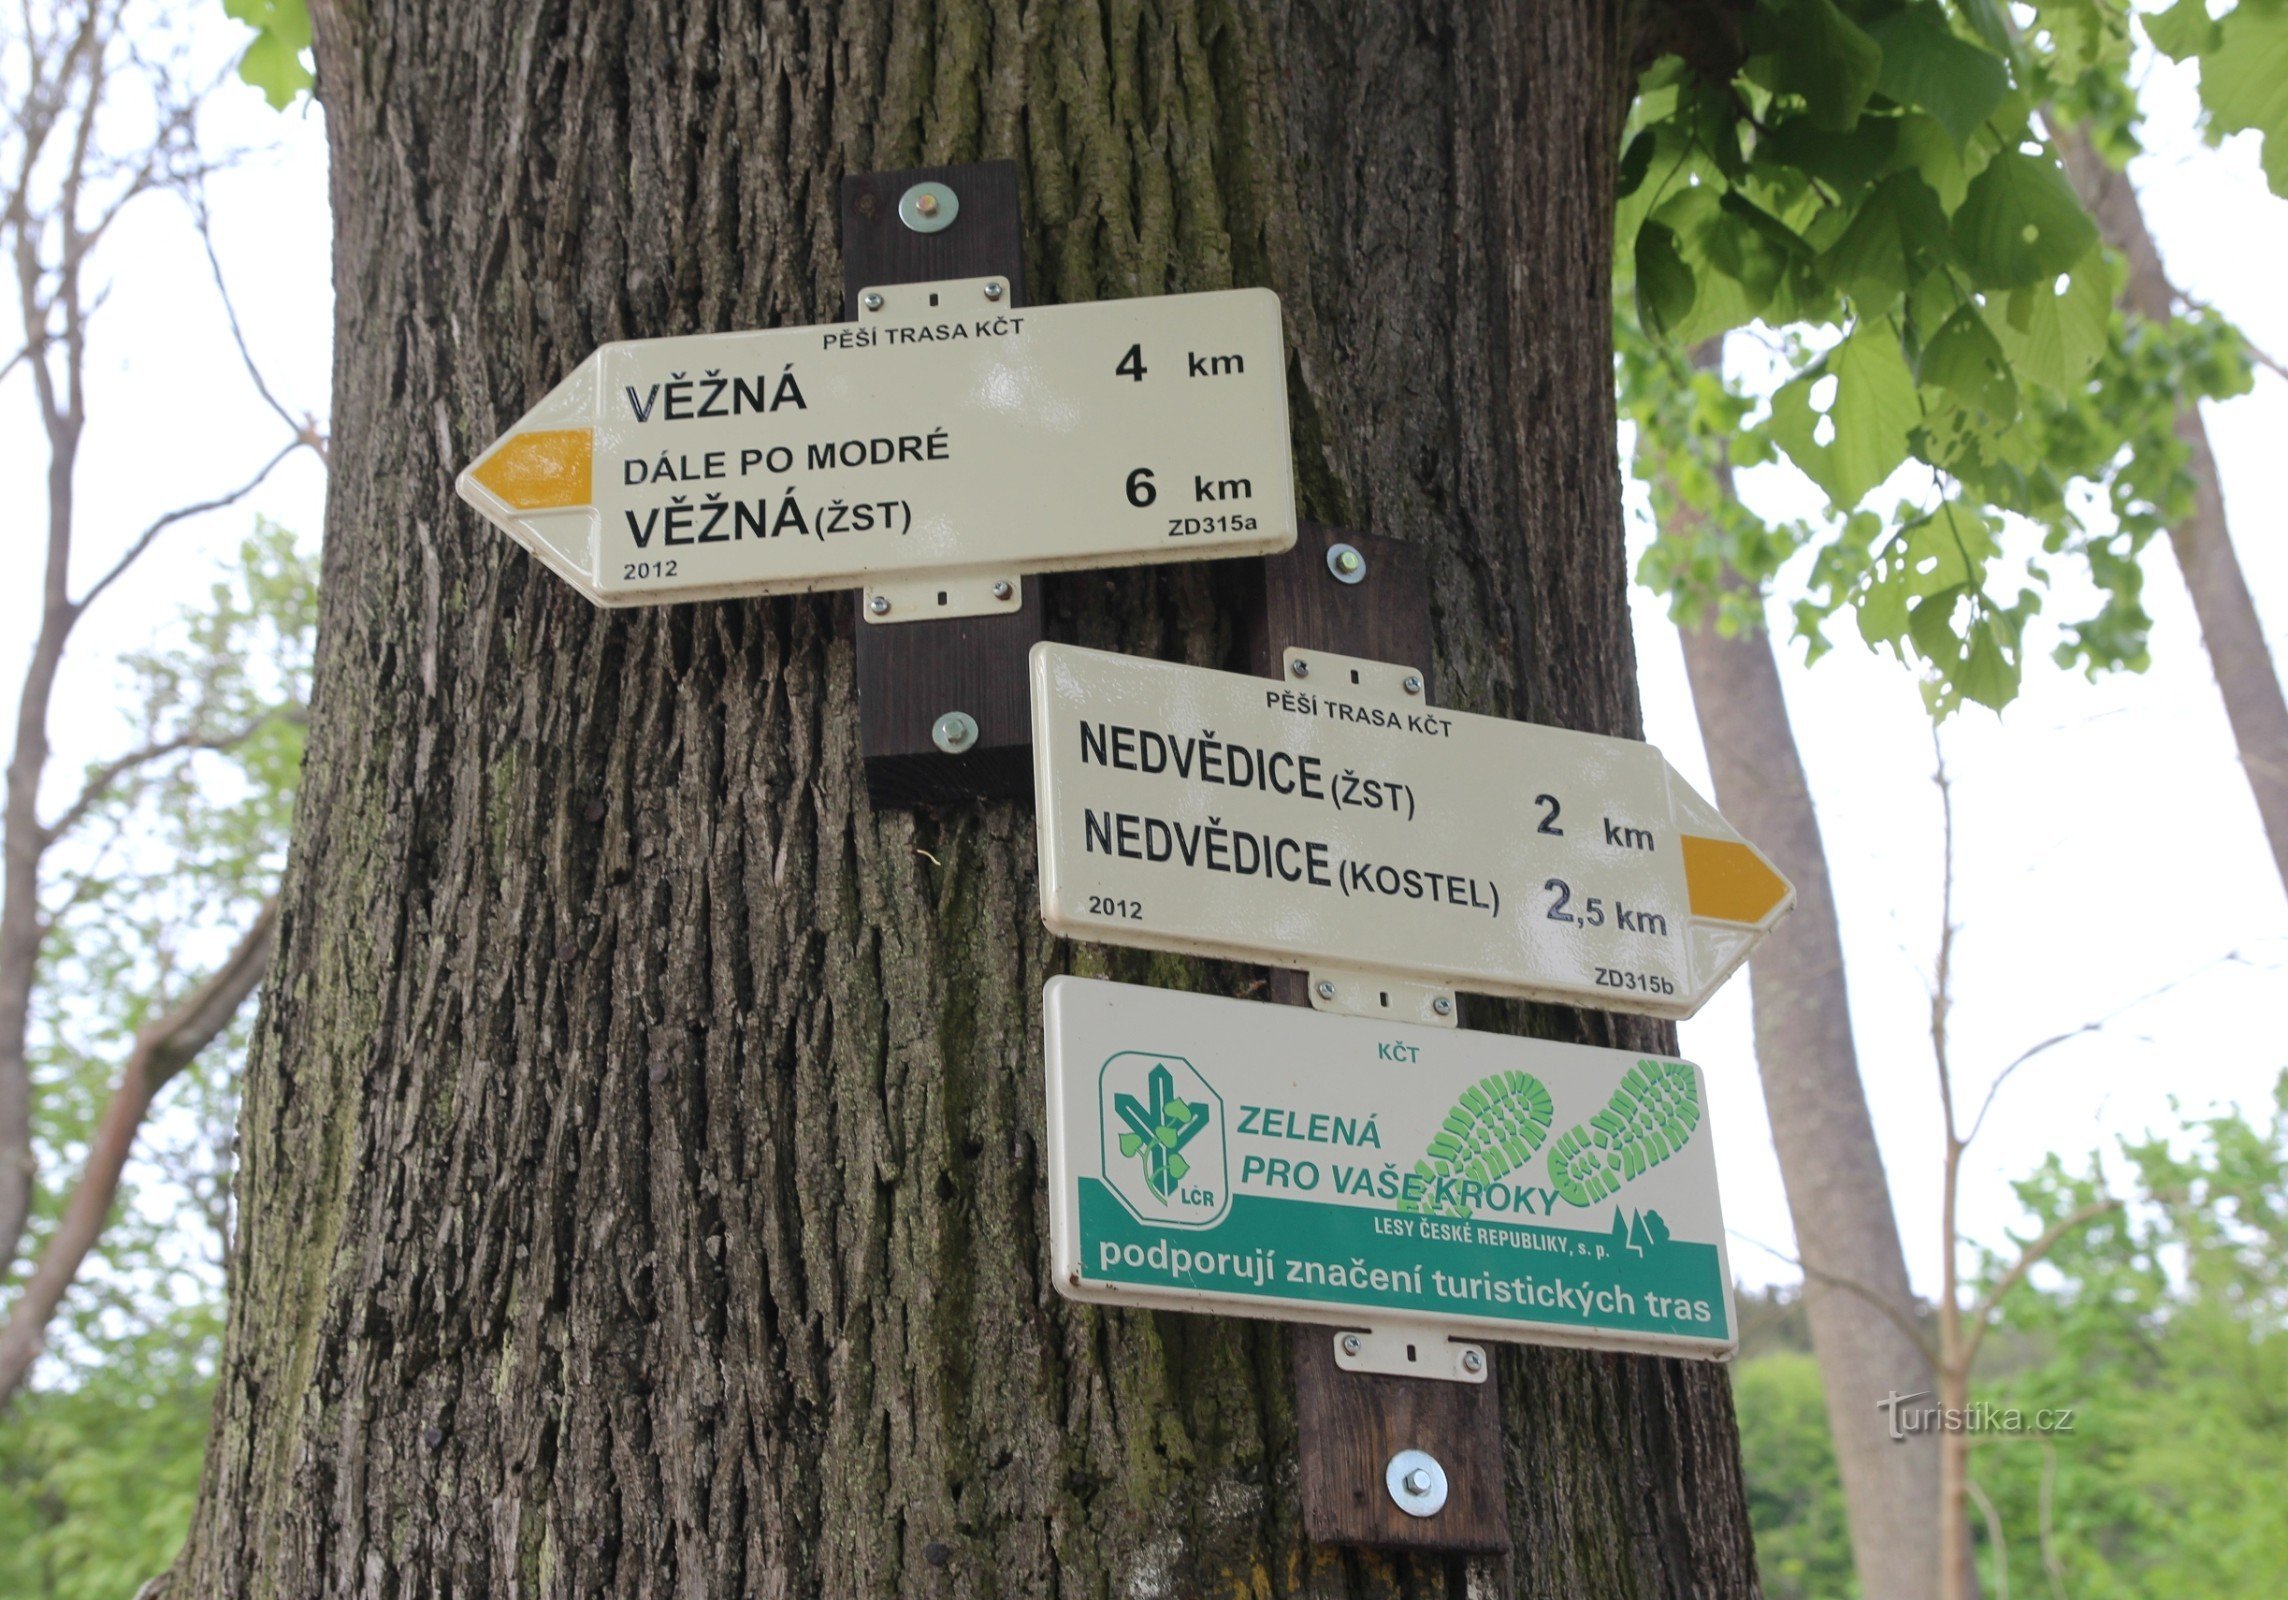 PĚŠÍ TRASA KČT
VĚŽNÁ 4 km
DÁLE PO MODRÉ
VĚŽNÁ (ŽST) 6 km
2012 ZD315a
PĚŠÍ TRASA KČT
NEDVĚDICE (ŽST) 2 km
NEDVĚDICE (KOSTEL) 2,5 km
2012 ZD315b
KČT
ZELENÁ
PRO VAŠE KROKY
LČR
LESY ČESKÉ REPUBLIKY, s. p.
podporují značení turistických tras
Turistika.cz